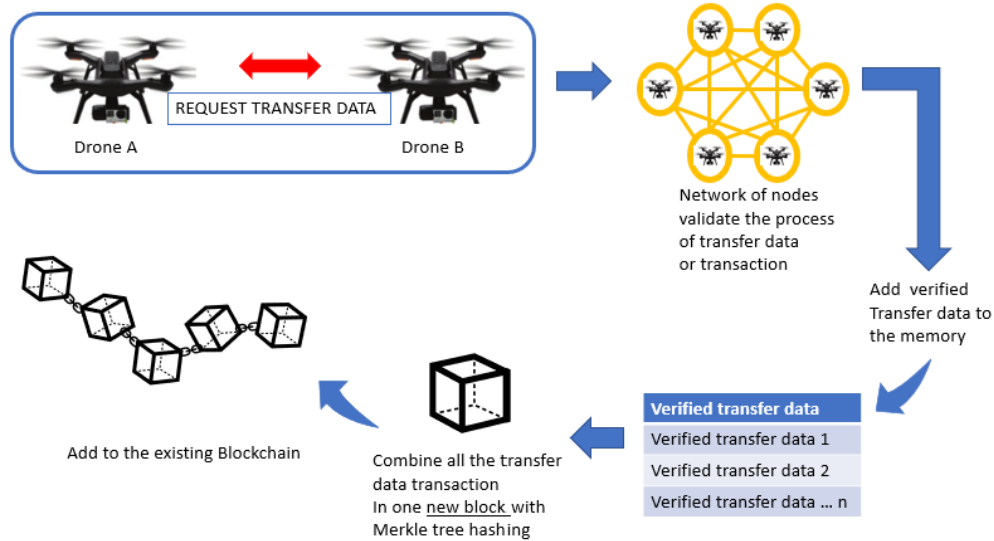 REQUEST TRANSFER DATA
Drone A
Drone B
Network of nodes
validate the process
of transfer data
or transaction
Add verified
Transfer data to
the memory
Verified transfer data
Verified transfer data 1
Verified transfer data 2
Verified transfer data ... n
Combine all the transfer
data transaction
In one new block with
Merkle tree hashing
Add to the existing Blockchain